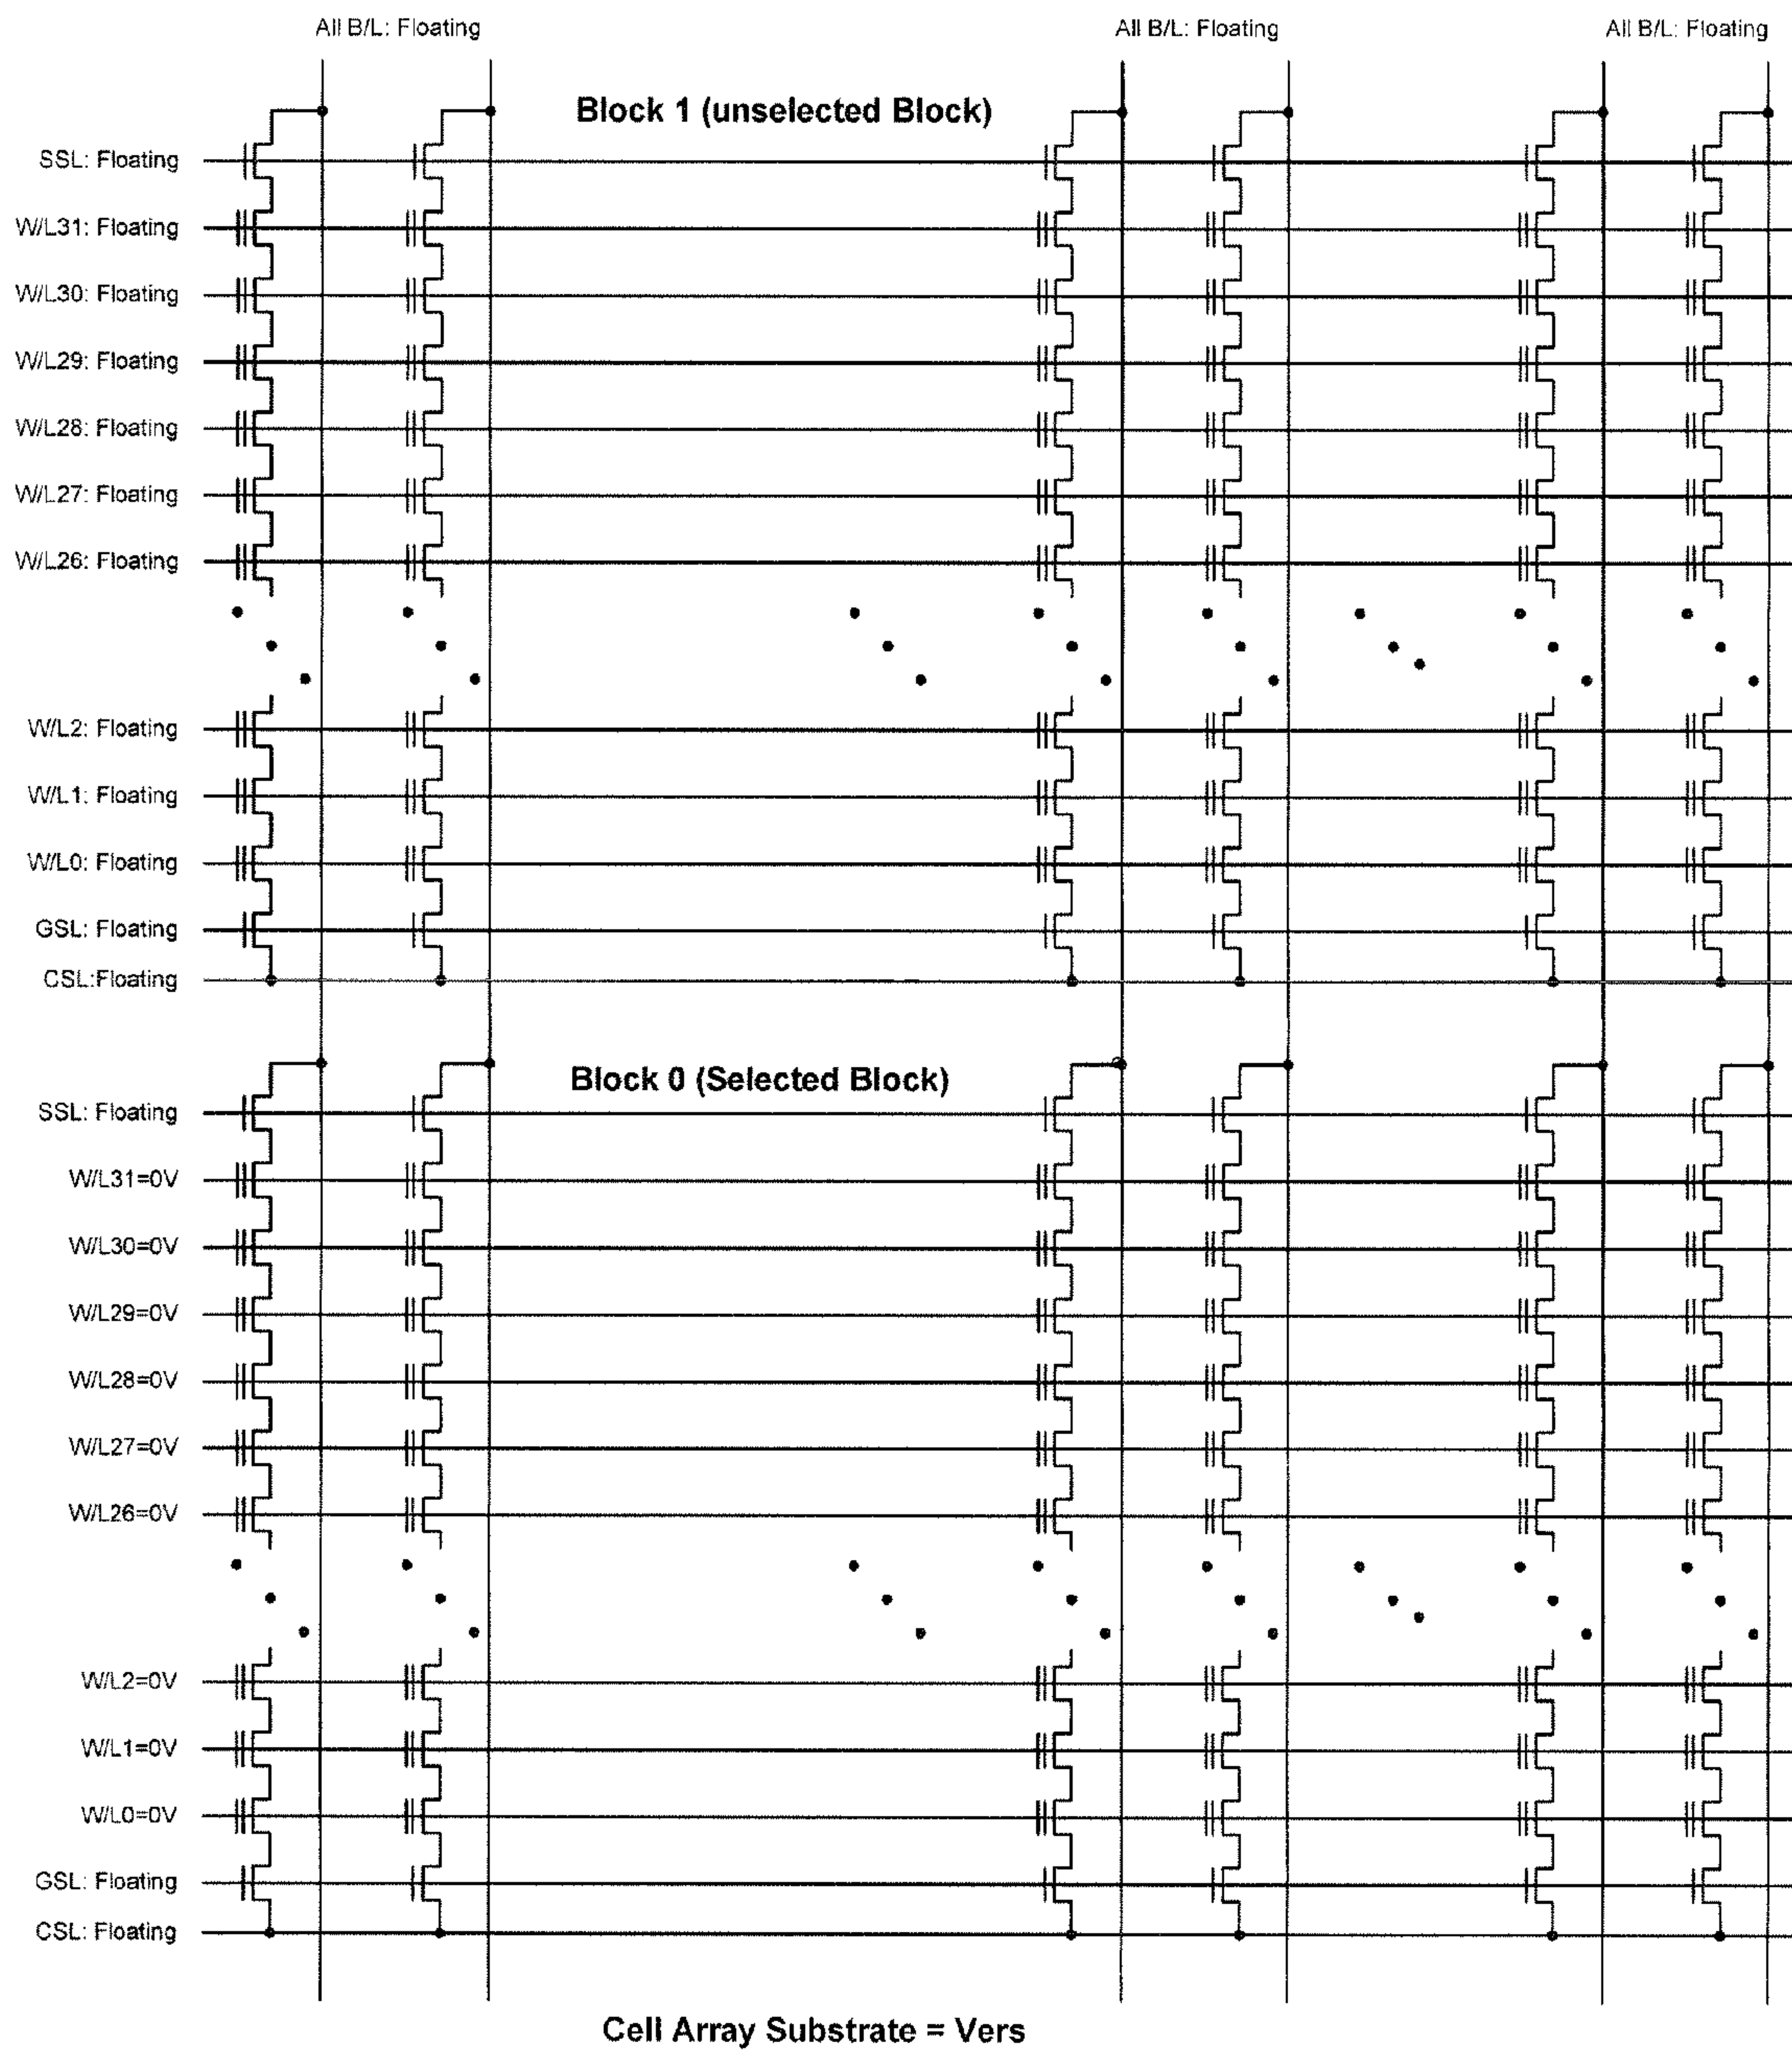 All B/L: Floating
All B/L: Floating
All B/L: Floating
Block 1 (unselected Block)
SSL: Floating
W/L31: Floating
W/L30: Floating
W/L29: Floating
W/L28: Floating
W/L27: Floating
W/L26: Floating
W/L2: Floating
W/L1: Floating
W/L0: Floating
GSL: Floating
CSL:Floating
Block 0 (Selected Block)
SSL: Floating
W/L31=0V
W/L30=0V
W/L29=0V
W/L28=0V
W/L27=0V
W/L26=0V
W/L2=0V
W/L1=0V
W/L0=0V
GSL: Floating
CSL: Floating
Cell Array Substrate = Vers